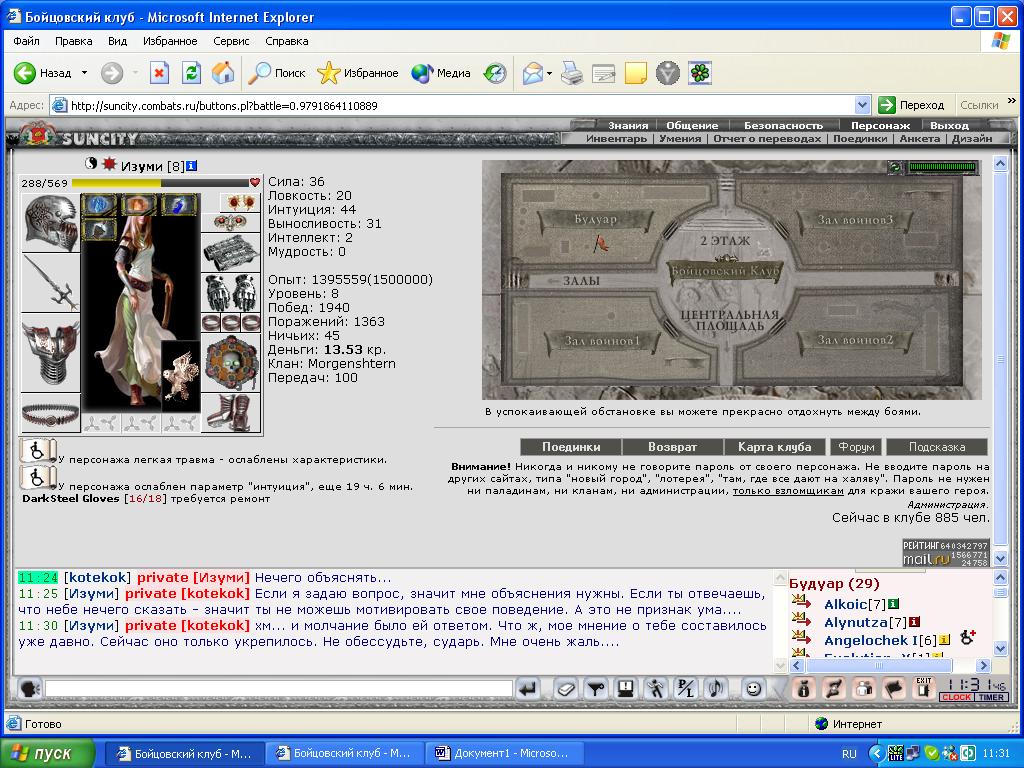 Бойцовский клуб - Microsoft Internet Explorer
Файл Правка Вид Избранное Сервис Справка
Назад Поиск Избранное Медиа
Адрес: http://suncity.combats.ru/buttons.pl?battle=0.9791864110889 Переход Ссылки »
SUNCITY
Знания Общение Безопасность Персонаж Выход
Инвентарь | Умения | Отчет о переводах | Поединки | Анкета | Дизайн
Изуми [8]
288/569
Сила: 36
Ловкость: 20
Интуиция: 44
Выносливость: 31
Интеллект: 2
Мудрость: 0
Опыт: 1395559(1500000)
Уровень: 8
Побед: 1940
Поражений: 1363
Ничьих: 45
Деньги: 13.53 кр.
Клан: Morgenshtern
Передач: 100
У персонажа легкая травма - ослаблены характеристики.
У персонажа ослаблен параметр "интуиция", еще 19 ч. 6 мин.
DarkSteel Gloves [16/18] требуется ремонт
Будуар
Зал воинов3
2 ЭТАЖ
Бойцовский Клуб
← ЗАЛЫ
ЦЕНТРАЛЬНАЯ
ПЛОЩАДЬ
Зал воинов1
Зал воинов2
В успокаивающей обстановке вы можете прекрасно отдохнуть между боями.
Поединки Возврат Карта клуба Форум Подсказка
Внимание! Никогда и никому не говорите пароль от своего персонажа. Не вводите пароль на
других сайтах, типа "новый город", "лотерея", "там, где все дают на халяву". Пароль не нужен
ни паладинам, ни кланам, ни администрации, только взломщикам для кражи вашего героя.
Администрация.
Сейчас в клубе 885 чел.
РЕЙТИНГ 640342797
mail.ru 1566771
24758
11:24 [kotekok] private [Изуми] Нечего объяснять...
11:25 [Изуми] private [kotekok] Если я задаю вопрос, значит мне объяснения нужны. Если ты отвечаешь,
что небе нечего сказать - значит ты не можешь мотивировать свое поведение. А это не признак ума....
11:30 [Изуми] private [kotekok] хм... и молчание было ей ответом. Что ж, мое мнение о тебе составилось
уже давно. Сейчас оно только укрепилось. Не обессудьте, сударь. Мне очень жаль....
Будуар (29)
Alkoic[7]
Alynutza[7]
Angelochek I[6]
P/L
EXIT
11:31 46
CLOCK TIMER
Готово Интернет
пуск Бойцовский клуб - М... Бойцовский клуб - М... Документ1 - Microso... RU LITE 11:31